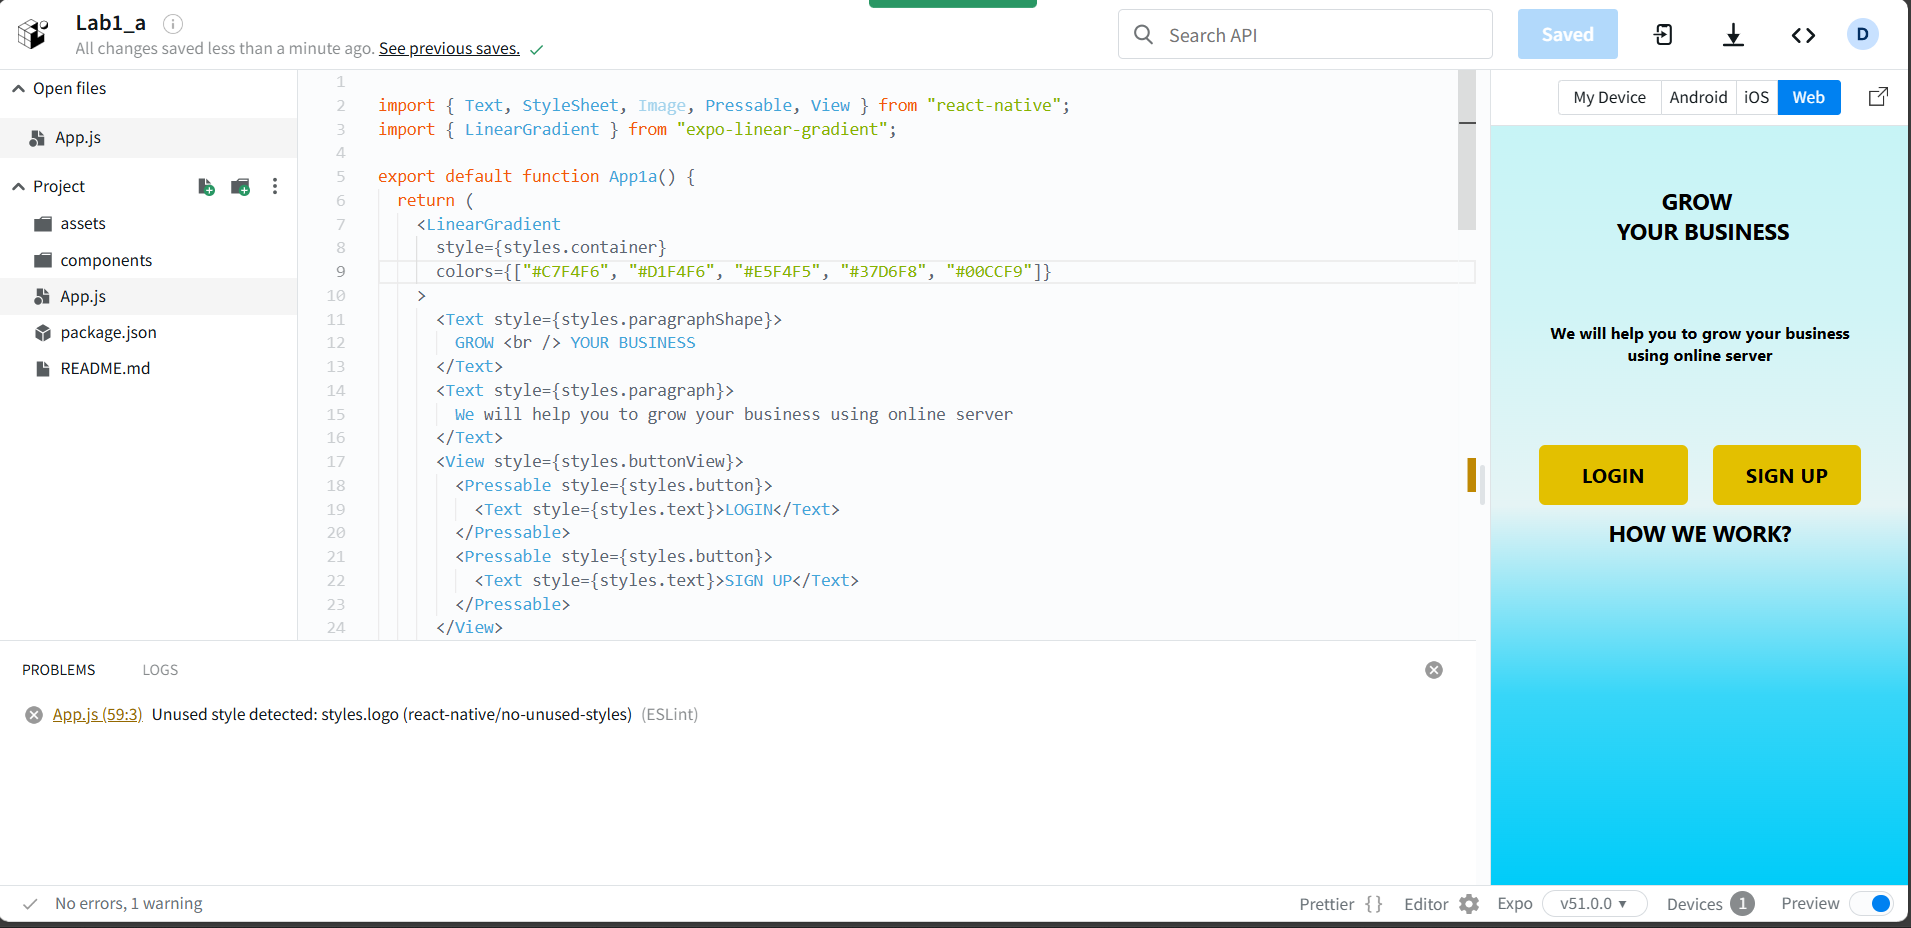 Lab1_a
All changes saved less than a minute ago. See previous saves.
Search API
Saved
D
Open files
App.js
Project
assets
components
App.js
package.json
README.md
1
2 import { Text, StyleSheet, Image, Pressable, View } from "react-native";
3 import { LinearGradient } from "expo-linear-gradient";
4
5 export default function App1a() {
6 return (
7 <LinearGradient
8 style={styles.container}
9 colors={["#C7F4F6", "#D1F4F6", "#E5F4F5", "#37D6F8", "#00CCF9"]}
10 >
11 <Text style={styles.paragraphShape}>
12 GROW <br /> YOUR BUSINESS
13 </Text>
14 <Text style={styles.paragraph}>
15 We will help you to grow your business using online server
16 </Text>
17 <View style={styles.buttonView}>
18 <Pressable style={styles.button}>
19 <Text style={styles.text}>LOGIN</Text>
20 </Pressable>
21 <Pressable style={styles.button}>
22 <Text style={styles.text}>SIGN UP</Text>
23 </Pressable>
24 </View>
My Device Android iOS Web
GROW
YOUR BUSINESS
We will help you to grow your business
using online server
LOGIN SIGN UP
HOW WE WORK?
PROBLEMS LOGS
App.js (59:3) Unused style detected: styles.logo (react-native/no-unused-styles) (ESLint)
No errors, 1 warning
Prettier {} Editor Expo v51.0.0 Devices 1 Preview